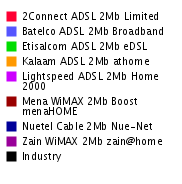 2Connect ADSL 2Mb Limited
Batelco ADSL 2Mb Broadband
Etisalcom ADSL 2Mb eDSL
Kalaam ADSL 2Mb athome
Lightspeed ADSL 2Mb Home
2000
Mena WiMAX 2Mb Boost
menaHOME
Nuetel Cable 2Mb Nue-Net
Zain WiMAX 2Mb zain@home
Industry